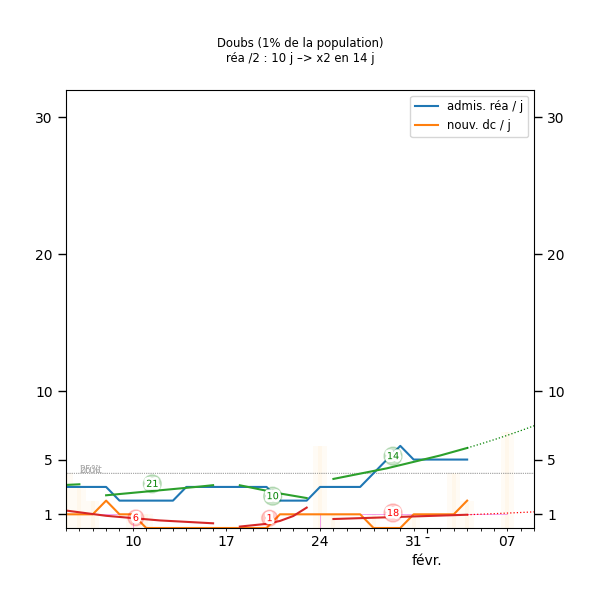 Doubs (1% de la population)
réa /2 : 10 j –> x2 en 14 j
admis. réa / j
nouv. dc / j
30 30
20 20
10 10
5 5
1 1
21
10
14
6
1
18
10 17 24 31 07
févr.